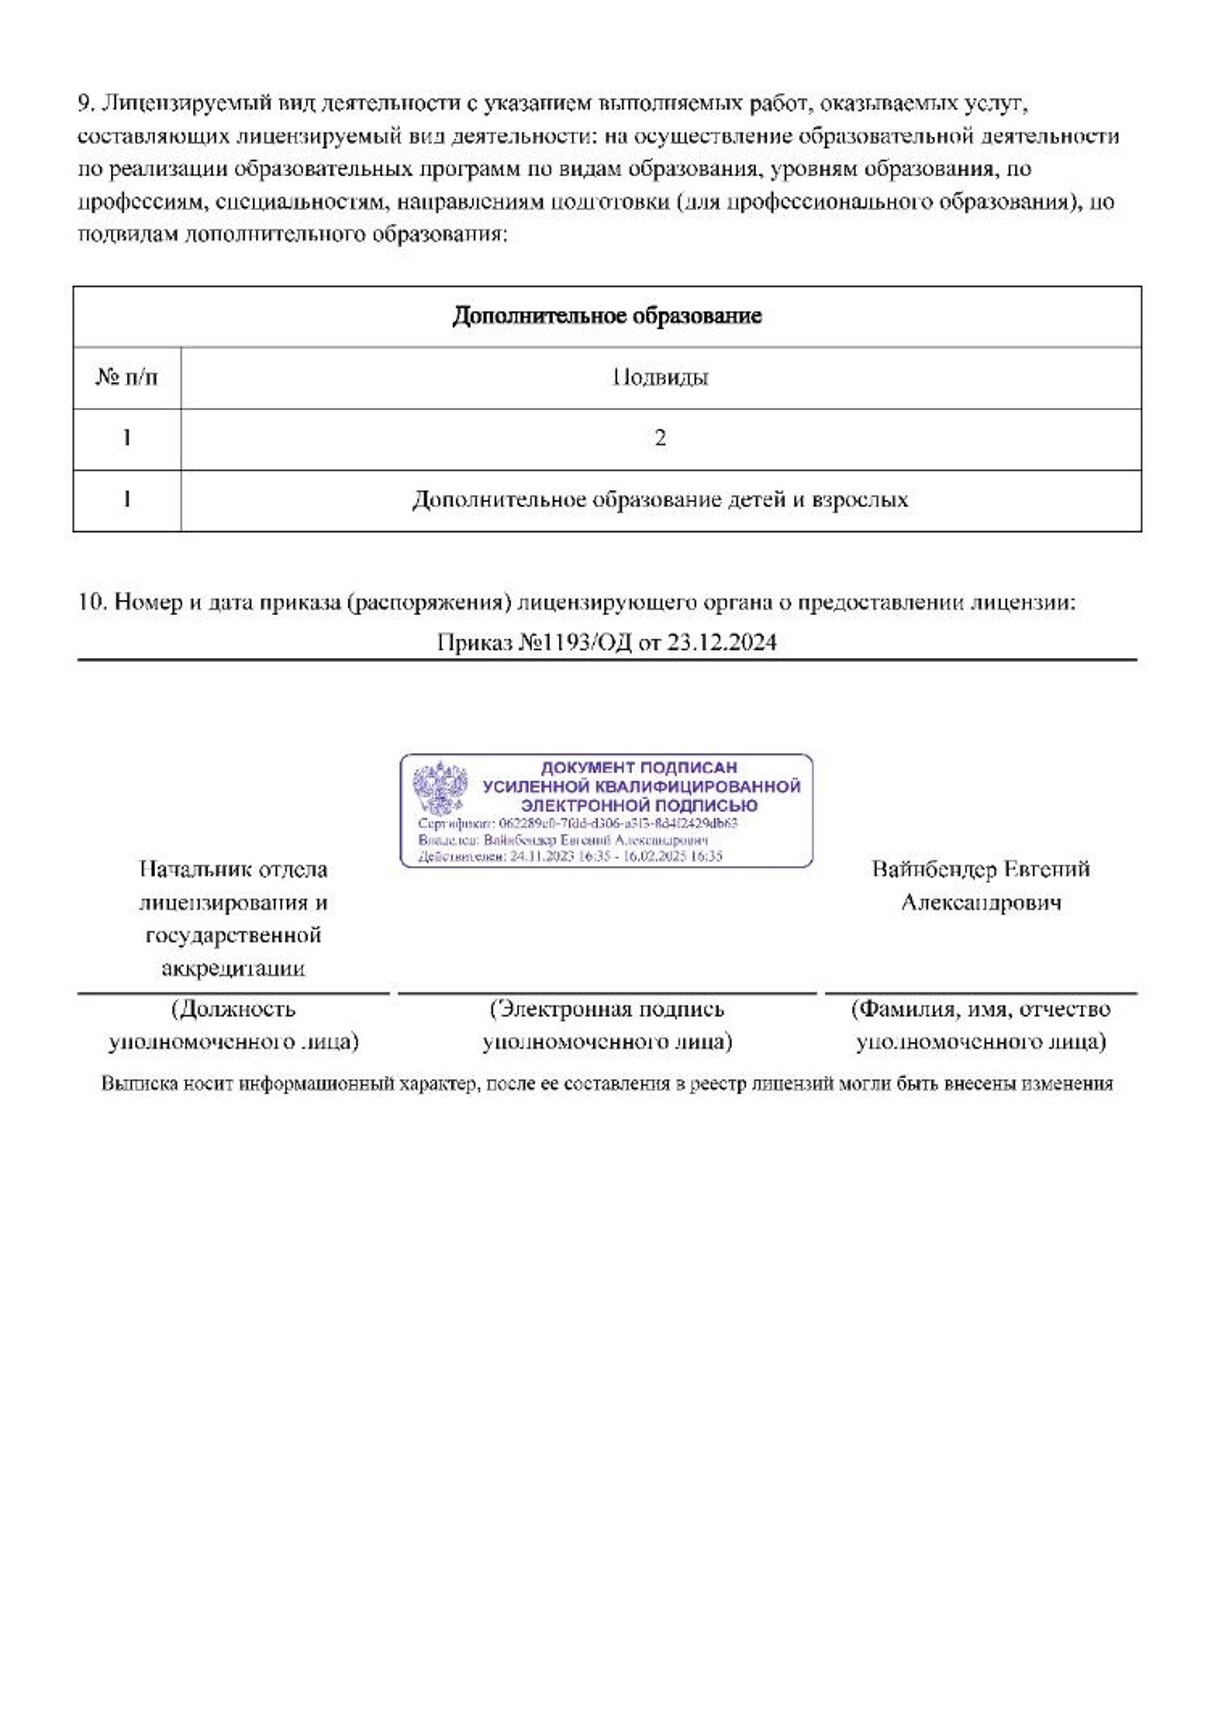 9. Лицензируемый вид деятельности с указанием выполняемых работ, оказываемых услуг,
составляющих лицензируемый вид деятельности: на осуществление образовательной деятельности
по реализации образовательных программ по видам образования, уровням образования, по
профессиям, специальностям, направлениям подготовки (для профессионального образования), по
подвидам дополнительного образования:
Дополнительное образование
№ п/п Подвиды
1 2
1 Дополнительное образование детей и взрослых
10. Номер и дата приказа (распоряжения) лицензирующего органа о предоставлении лицензии:
Приказ №1193/ОД от 23.12.2024
ДОКУМЕНТ ПОДПИСАН
УСИЛЕННОЙ КВАЛИФИЦИРОВАННОЙ
ЭЛЕКТРОННОЙ ПОДПИСЬЮ
Сертификат:
Владелец: Вайнбендер Евгений Александрович
Действителен: 24.11.2023 16:35 - 16.02.2025 16:35
Начальник отдела
лицензирования и
государственной
аккредитации
Вайнбендер Евгений
Александрович
(Должность
уполномоченного лица)
(Электронная подпись
уполномоченного лица)
(Фамилия, имя, отчество
уполномоченного лица)
Выписка носит информационный характер, после ее составления в реестр лицензий могли быть внесены изменения